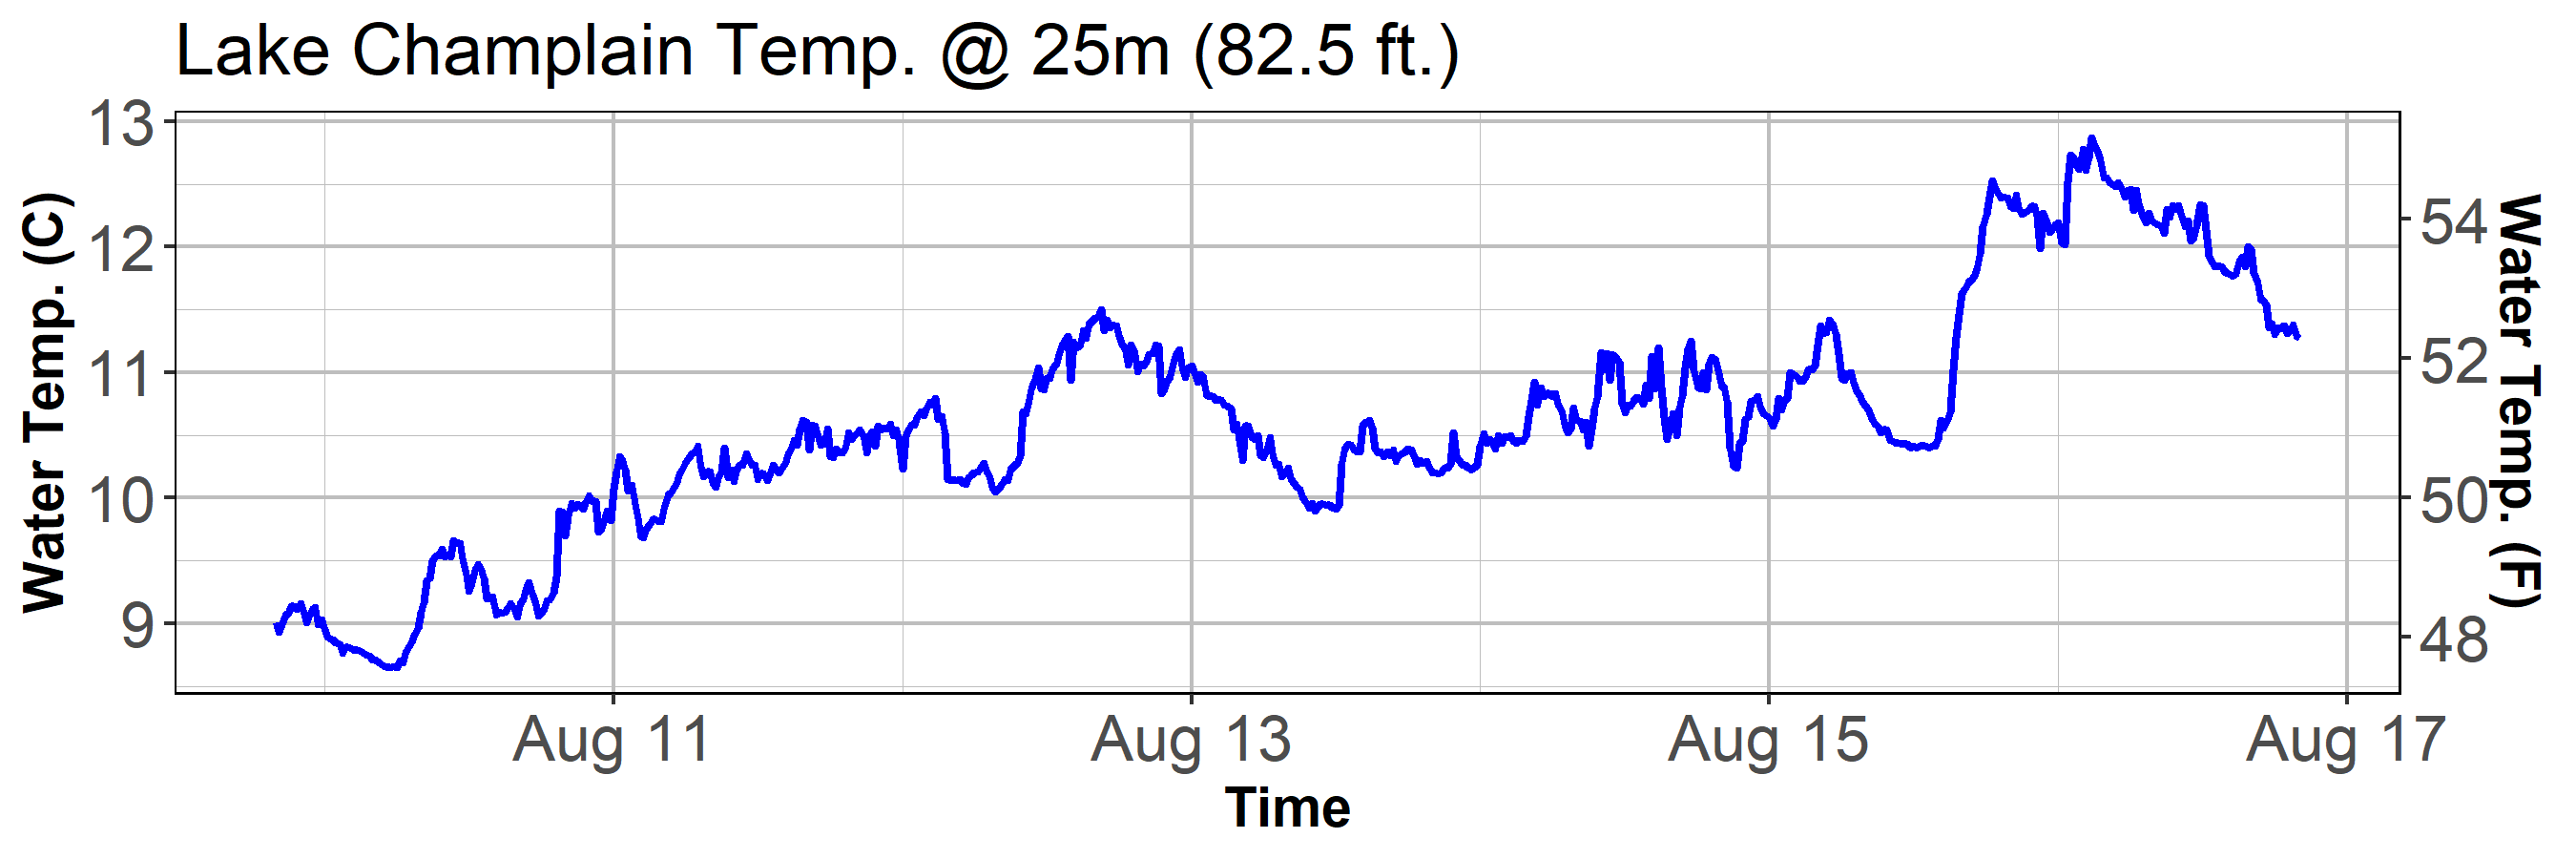 Lake Champlain Temp. @ 25m (82.5 ft.)
Water Temp. (C)
13
12
11
10
9
54
52
50
48
Water Temp. (F)
Aug 11
Aug 13
Aug 15
Aug 17
Time